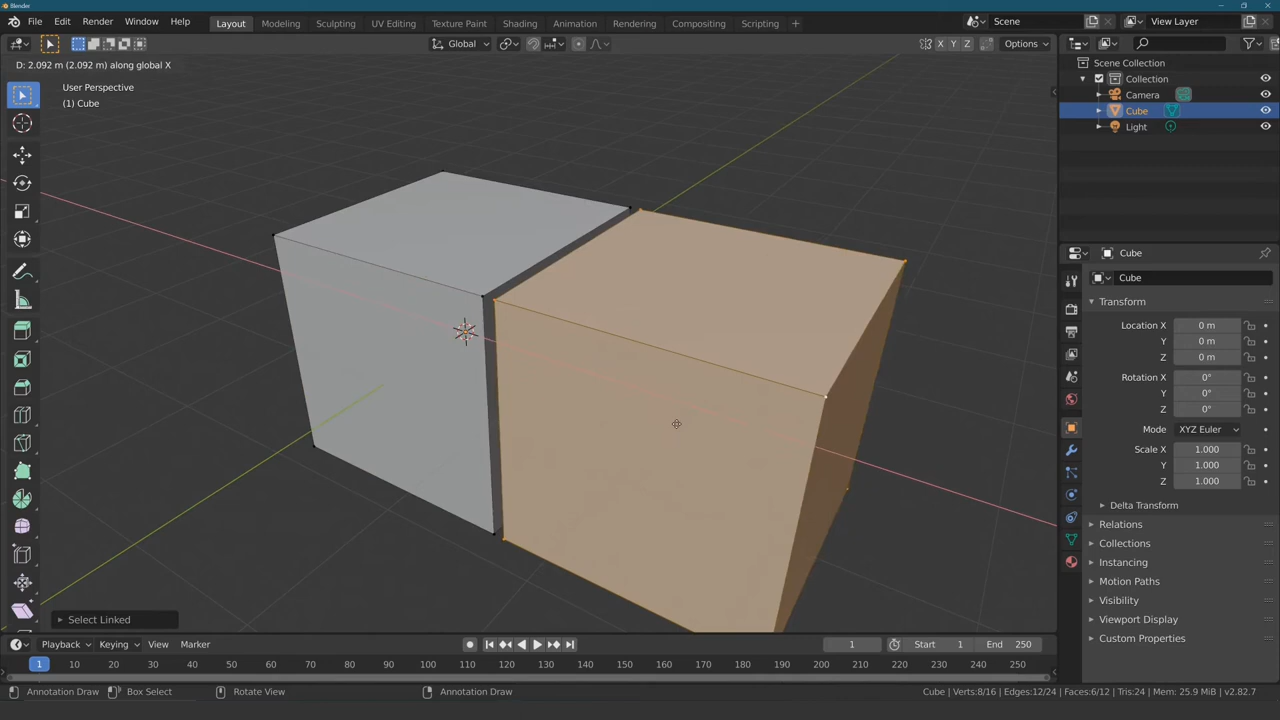 Blender
File Edit Render Window Help
Layout Modeling Sculpting UV Editing Texture Paint Shading Animation Rendering Compositing Scripting +
Scene
View Layer
Global
X Y Z
Options
D: 2.092 m (2.092 m) along global X
User Perspective
(1) Cube
Scene Collection
Collection
Camera
Cube
Light
Cube
Cube
Transform
Location X 0 m
Y 0 m
Z 0 m
Rotation X 0°
Y 0°
Z 0°
Mode XYZ Euler
Scale X 1.000
Y 1.000
Z 1.000
Delta Transform
Relations
Collections
Instancing
Motion Paths
Visibility
Viewport Display
Custom Properties
Select Linked
Playback Keying View Marker
1 Start 1 End 250
1 10 20 30 40 50 60 70 80 90 100 110 120 130 140 150 160 170 180 190 200 210 220 230 240 250
Annotation Draw Box Select Rotate View Annotation Draw
Cube | Verts:8/16 | Edges:12/24 | Faces:6/12 | Tris:24 | Mem: 25.9 MiB | v2.82.7